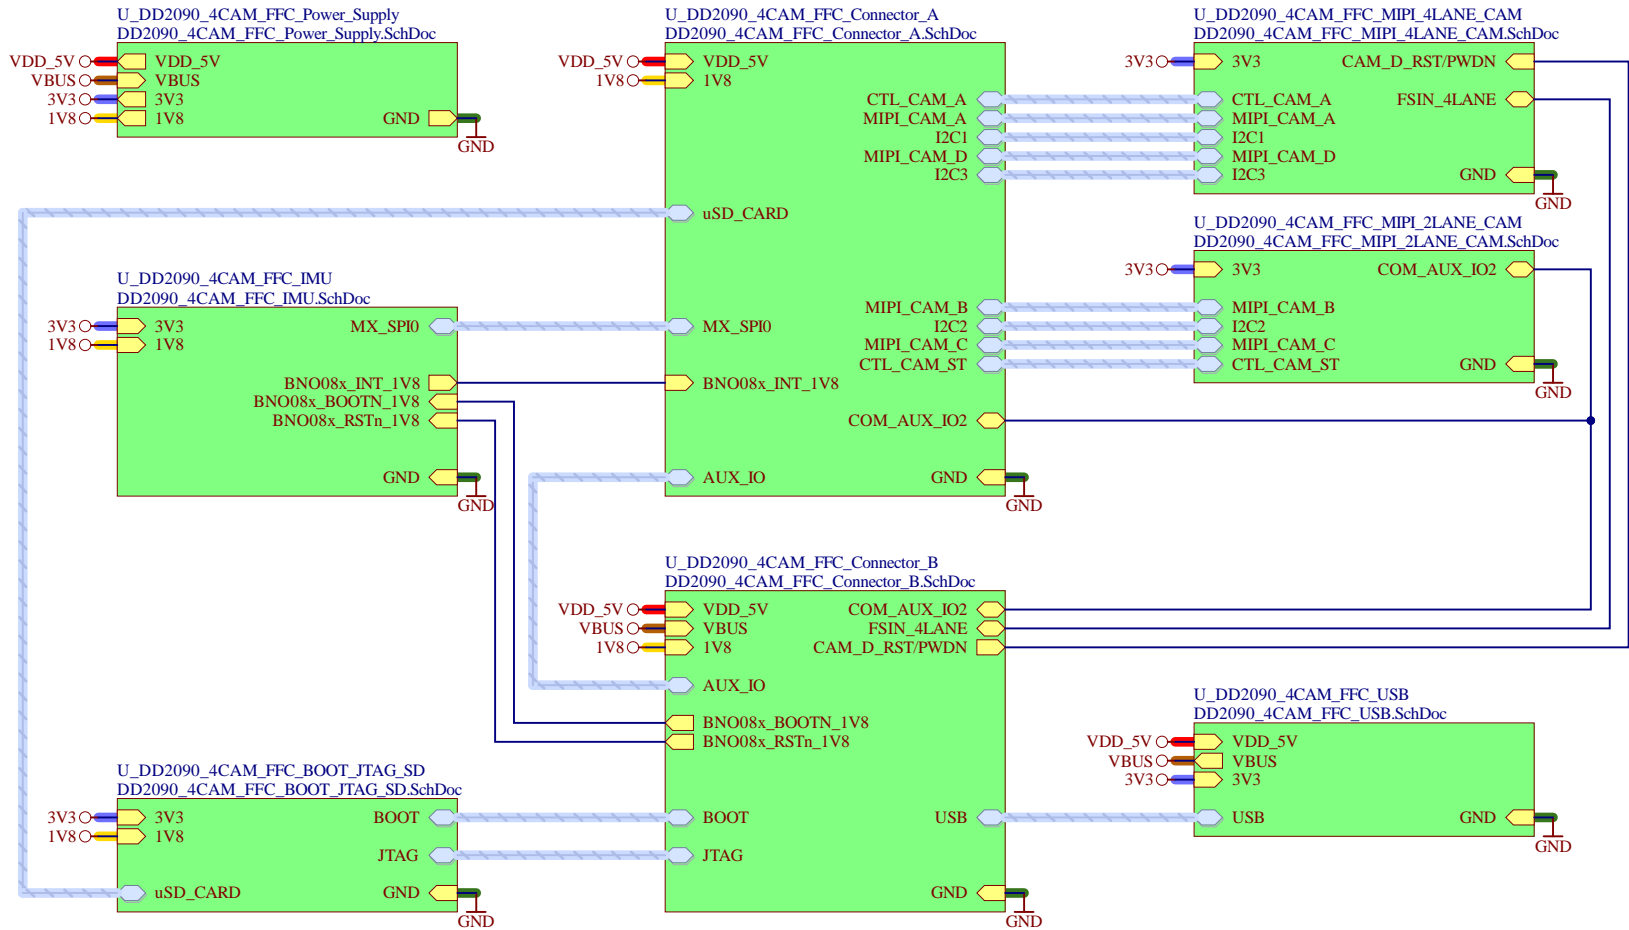 U_DD2090_4CAM_FFC_Power_Supply
DD2090_4CAM_FFC_Power_Supply.SchDoc
VDD_5V VDD_5V
VBUS VBUS
3V3 3V3
1V8 1V8 GND
GND
U_DD2090_4CAM_FFC_Connector_A
DD2090_4CAM_FFC_Connector_A.SchDoc
VDD_5V VDD_5V
1V8 1V8
CTL_CAM_A
MIPI_CAM_A
I2C1
MIPI_CAM_D
I2C3
uSD_CARD
MIPI_CAM_B
MX_SPI0 I2C2
MIPI_CAM_C
CTL_CAM_ST
BNO08x_INT_1V8
COM_AUX_IO2
AUX_IO GND
GND
U_DD2090_4CAM_FFC_MIPI_4LANE_CAM
DD2090_4CAM_FFC_MIPI_4LANE_CAM.SchDoc
3V3 3V3 CAM_D_RST/PWDN
CTL_CAM_A FSIN_4LANE
MIPI_CAM_A
I2C1
MIPI_CAM_D
I2C3 GND
GND
U_DD2090_4CAM_FFC_MIPI_2LANE_CAM
DD2090_4CAM_FFC_MIPI_2LANE_CAM.SchDoc
3V3 3V3 COM_AUX_IO2
MIPI_CAM_B
I2C2
MIPI_CAM_C
CTL_CAM_ST GND
GND
U_DD2090_4CAM_FFC_IMU
DD2090_4CAM_FFC_IMU.SchDoc
3V3 3V3 MX_SPI0
1V8 1V8
BNO08x_INT_1V8
BNO08x_BOOTN_1V8
BNO08x_RSTn_1V8
GND
GND
U_DD2090_4CAM_FFC_Connector_B
DD2090_4CAM_FFC_Connector_B.SchDoc
VDD_5V VDD_5V COM_AUX_IO2
VBUS VBUS FSIN_4LANE
1V8 1V8 CAM_D_RST/PWDN
AUX_IO
BNO08x_BOOTN_1V8
BNO08x_RSTn_1V8
BOOT USB
JTAG
GND
GND
U_DD2090_4CAM_FFC_USB
DD2090_4CAM_FFC_USB.SchDoc
VDD_5V VDD_5V
VBUS VBUS
3V3 3V3
USB GND
GND
U_DD2090_4CAM_FFC_BOOT_JTAG_SD
DD2090_4CAM_FFC_BOOT_JTAG_SD.SchDoc
3V3 3V3 BOOT
1V8 1V8
JTAG
uSD_CARD GND
GND